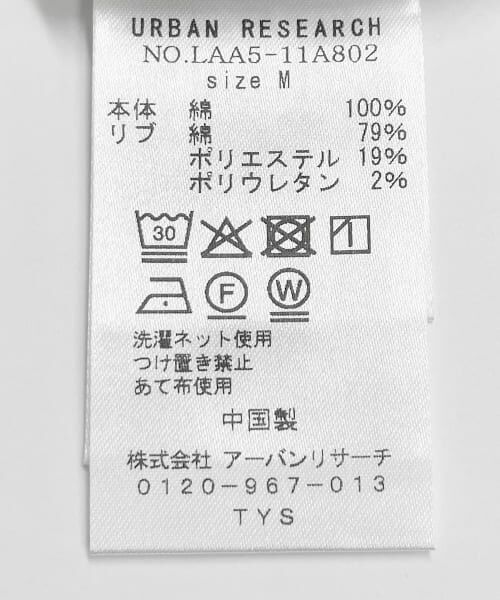 URBAN RESEARCH
NO.LAA5-11A802
size M
本体 綿 100%
リブ 綿 79%
ポリエステル 19%
ポリウレタン 2%
30
F W
洗濯ネット使用
つけ置き禁止
あて布使用
中国製
株式会社 アーバンリサーチ
0120-967-013
TYS